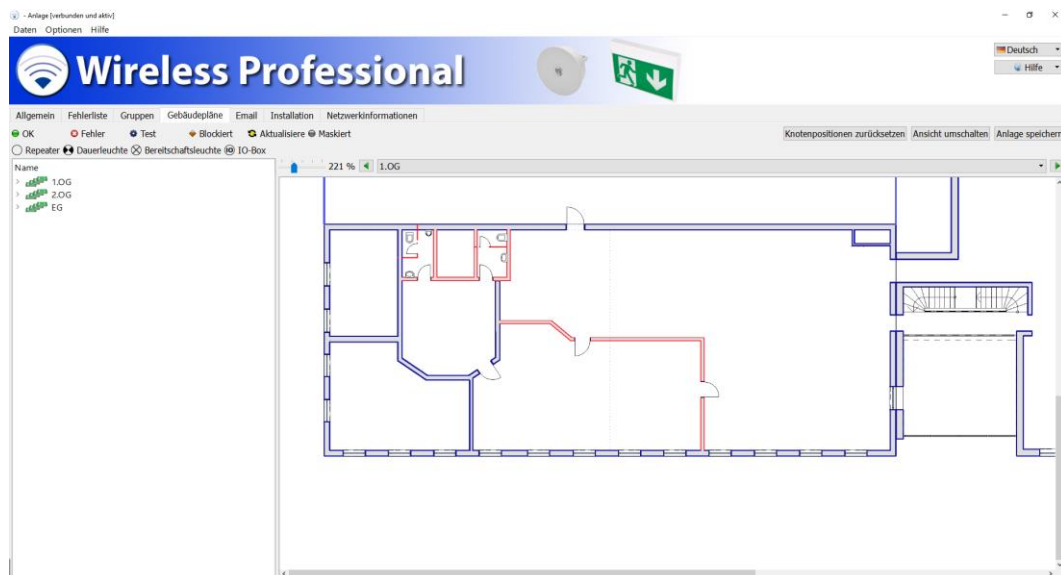 - Anlage [verbunden und aktiv]
Daten Optionen Hilfe
Wireless Professional
Deutsch
Hilfe
Allgemein Fehlerliste Gruppen Gebäudepläne Email Installation Netzwerkinformationen
OK Fehler Test Blockiert Aktualisiere Maskiert
Knotenpositionen zurücksetzen Ansicht umschalten Anlage speichern
Repeater Dauerleuchte Bereitschaftsleuchte IO IO-Box
Name
221 % 1.OG
1.OG
2.OG
EG